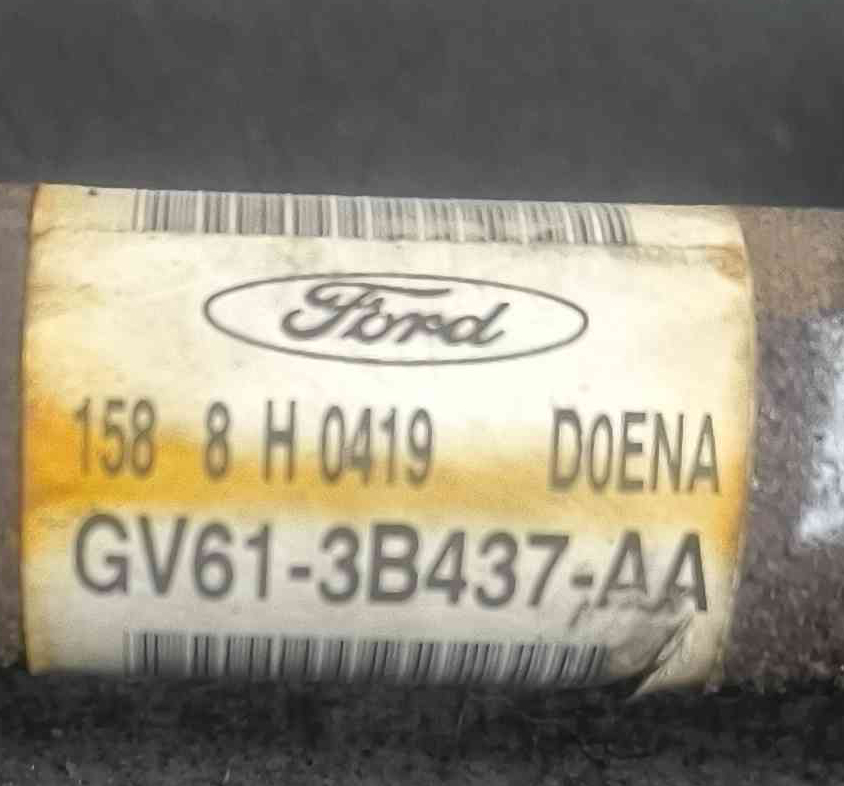 Ford
158 8 H 0419 D0ENA
GV61-3B437-AA